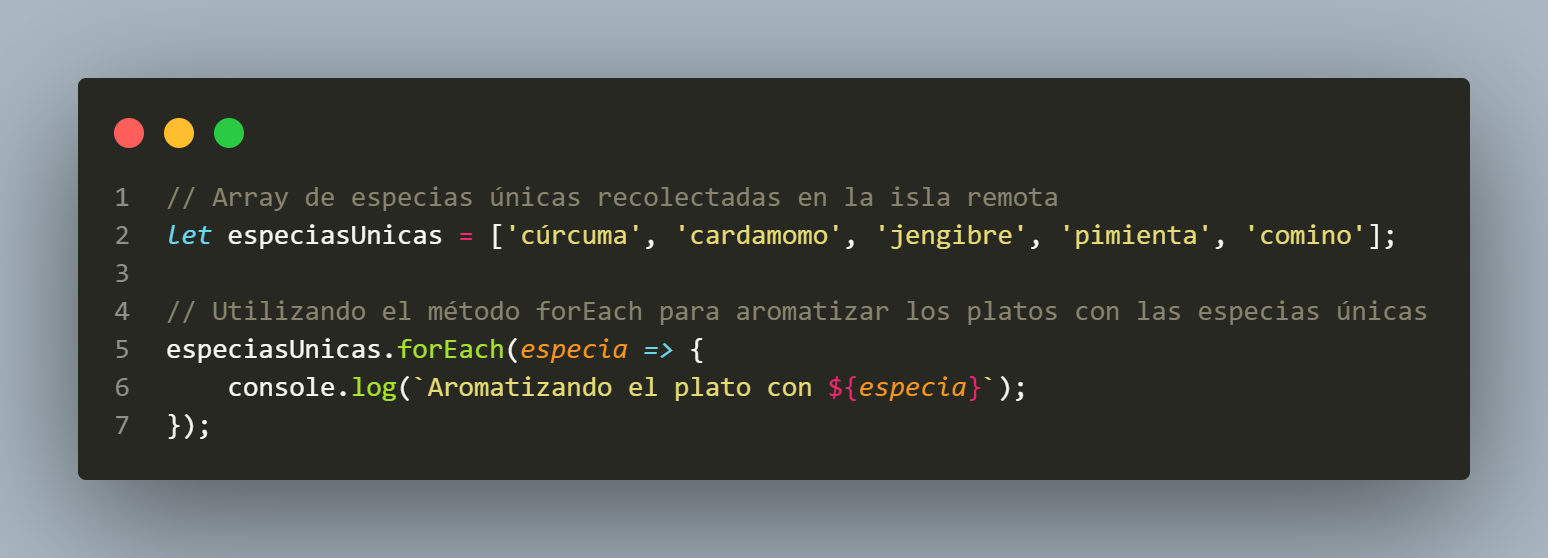 1 // Array de especias únicas recolectadas en la isla remota
2 let especiasUnicas = ['cúrcuma', 'cardamomo', 'jengibre', 'pimienta', 'comino'];
3
4 // Utilizando el método forEach para aromatizar los platos con las especias únicas
5 especiasUnicas.forEach(especia => {
6     console.log(`Aromatizando el plato con ${especia}`);
7 });